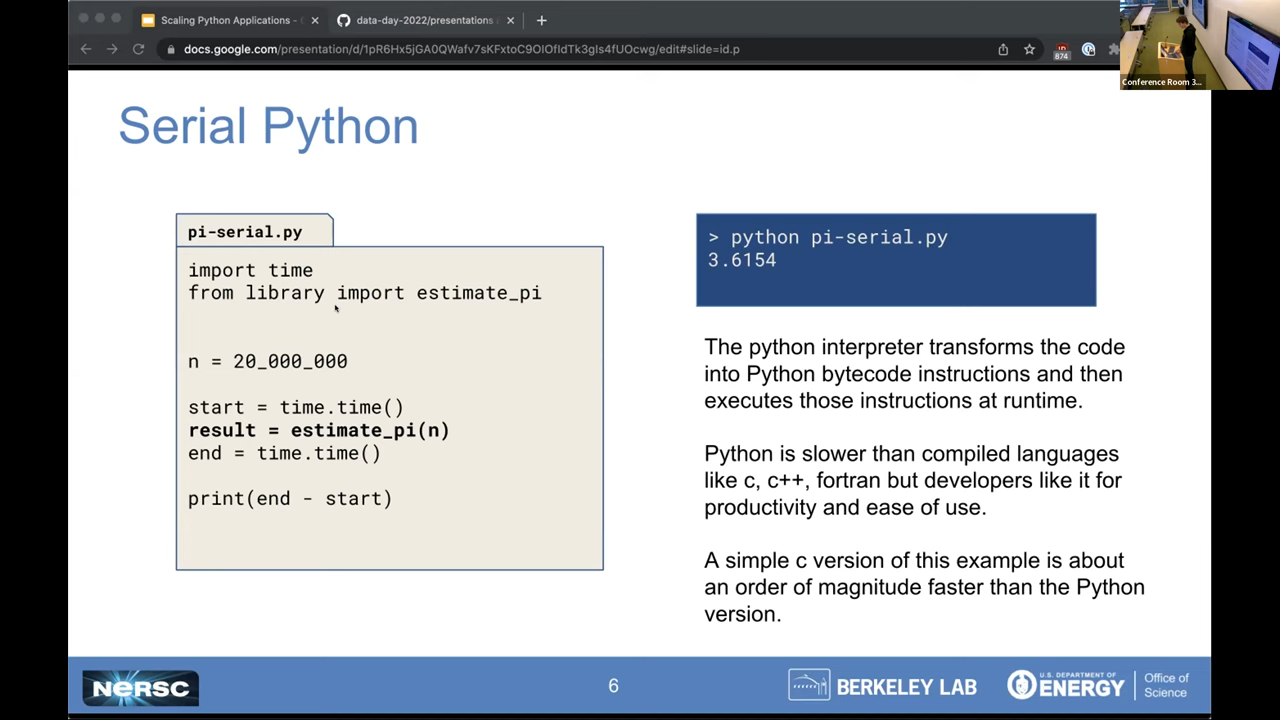 Scaling Python Applications -
data-day-2022/presentations
docs.google.com/presentation/d/1pR6Hx5jGA0QWafv7sKFxtoC9OIOfldTk3gls4fUOcwg/edit#slide=id.p
874
Conference Room 3...
Serial Python
pi-serial.py
import time
from library import estimate_pi
n = 20_000_000
start = time.time()
result = estimate_pi(n)
end = time.time()
print(end - start)
> python pi-serial.py
3.6154
The python interpreter transforms the code
into Python bytecode instructions and then
executes those instructions at runtime.
Python is slower than compiled languages
like c, c++, fortran but developers like it for
productivity and ease of use.
A simple c version of this example is about
an order of magnitude faster than the Python
version.
NERSC
6
BERKELEY LAB
U.S. DEPARTMENT OF
ENERGY
Office of
Science